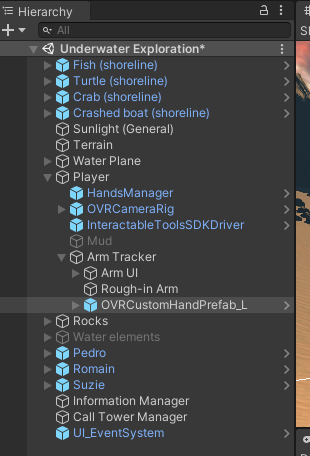 Hierarchy
All
Underwater Exploration*
Fish (shoreline)
Turtle (shoreline)
Crab (shoreline)
Crashed boat (shoreline)
Sunlight (General)
Terrain
Water Plane
Player
HandsManager
OVRCameraRig
InteractableToolsSDKDriver
Mud
Arm Tracker
Arm UI
Rough-in Arm
OVRCustomHandPrefab_L
Rocks
Water elements
Pedro
Romain
Suzie
Information Manager
Call Tower Manager
UI_EventSystem